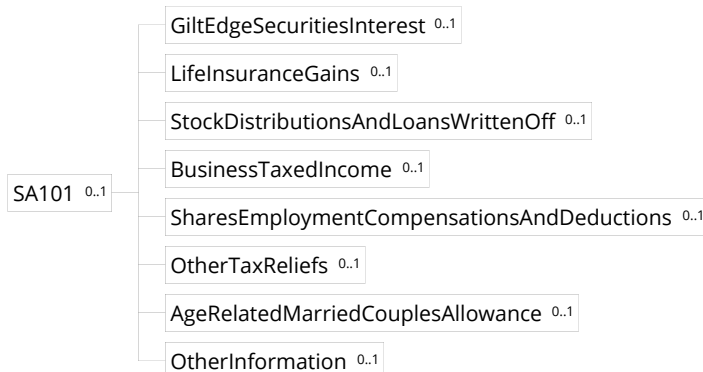 GiltEdgeSecuritiesInterest 0..1
LifeInsuranceGains 0..1
StockDistributionsAndLoansWrittenOff 0..1
BusinessTaxedIncome 0..1
SA101 0..1
SharesEmploymentCompensationsAndDeductions 0..1
OtherTaxReliefs 0..1
AgeRelatedMarriedCouplesAllowance 0..1
OtherInformation 0..1